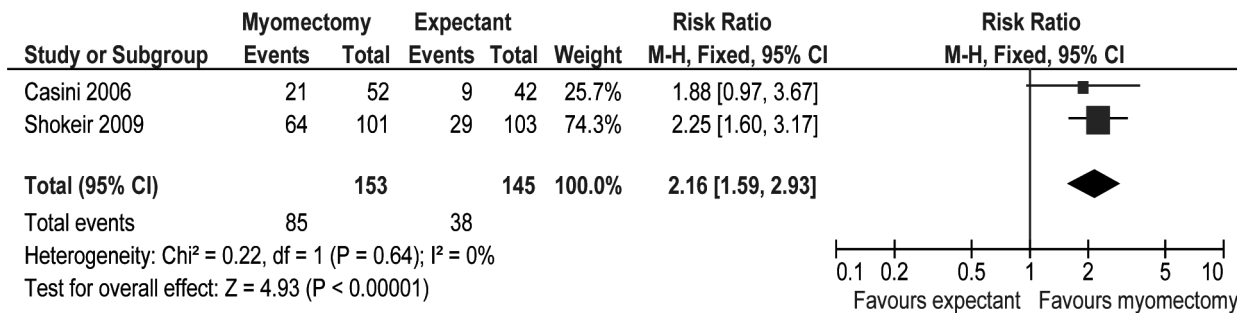 Myomectomy Expectant Risk Ratio Risk Ratio
Study or Subgroup Events Total Events Total Weight M-H, Fixed, 95% CI M-H, Fixed, 95% CI
Casini 2006 21 52 9 42 25.7% 1.88 [0.97, 3.67]
Shokeir 2009 64 101 29 103 74.3% 2.25 [1.60, 3.17]
Total (95% CI) 153 145 100.0% 2.16 [1.59, 2.93]
Total events 85 38
Heterogeneity: Chi² = 0.22, df = 1 (P = 0.64); I² = 0%
Test for overall effect: Z = 4.93 (P < 0.00001)
0.1 0.2 0.5 1 2 5 10
Favours expectant Favours myomectomy